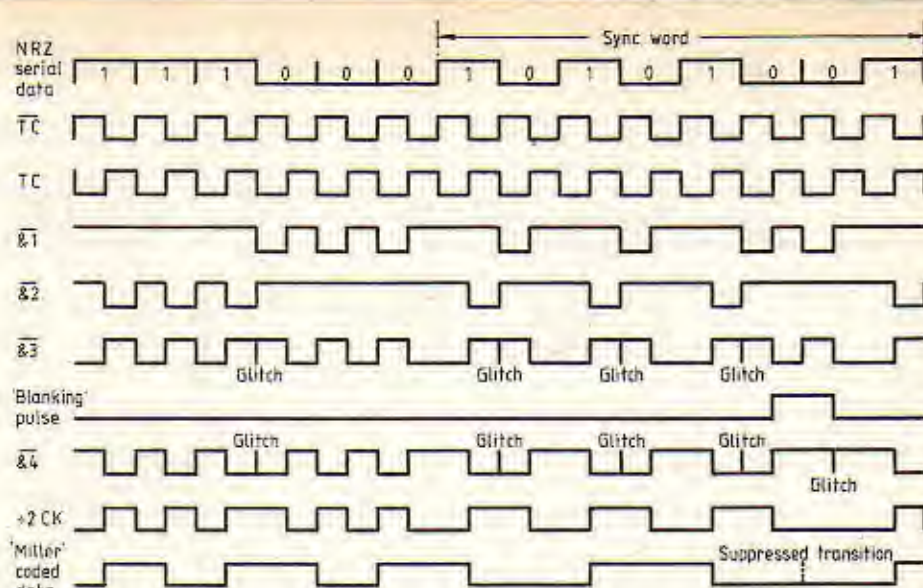 Sync. word
NRZ
serial
data
1 1 1 0 0 0 1 0 1 0 1 0 0 1
T̅C̅
TC
&̅1̅
&̅2̅
&̅3̅
Glitch Glitch Glitch Glitch
'Blanking'
pulse
Glitch Glitch Glitch Glitch
&̅4̅
Glitch
÷2 CK
'Miller'
coded
data
Suppressed transition